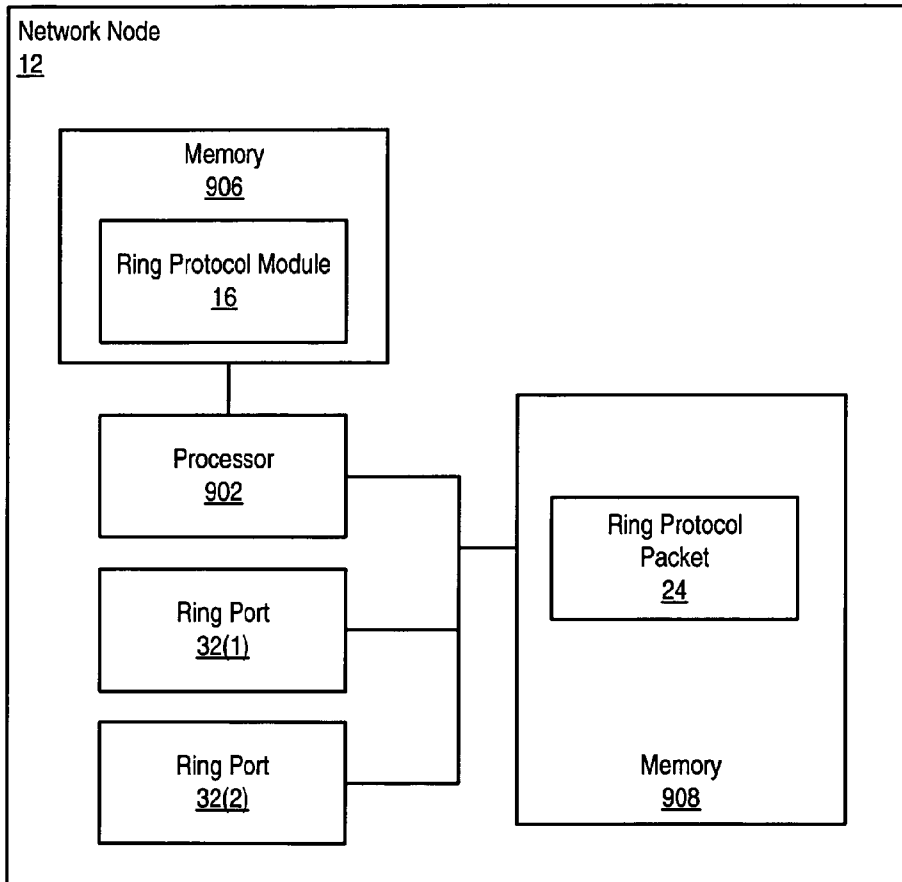 Network Node
12
Memory
906
Ring Protocol Module
16
Processor
902
Ring Port
32(1)
Ring Port
32(2)
Ring Protocol
Packet
24
Memory
908